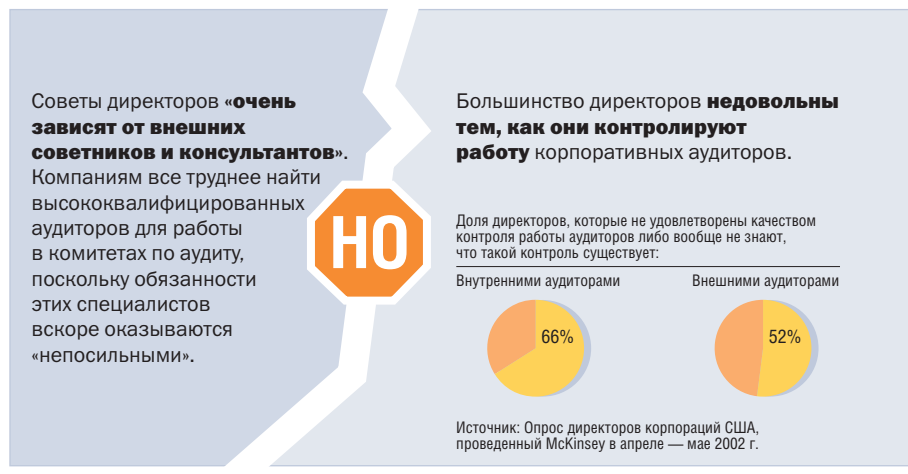 Советы директоров «очень
зависят от внешних
советников и консультантов».
Компаниям все труднее найти
высококвалифицированных
аудиторов для работы
в комитетах по аудиту,
поскольку обязанности
этих специалистов
вскоре оказываются
«непосильными».
НО
Большинство директоров недовольны
тем, как они контролируют
работу корпоративных аудиторов.
Доля директоров, которые не удовлетворены качеством
контроля работы аудиторов либо вообще не знают,
что такой контроль существует:
Внутренними аудиторами
Внешними аудиторами
66%
52%
Источник: Опрос директоров корпораций США,
проведенный McKinsey в апреле — мае 2002 г.